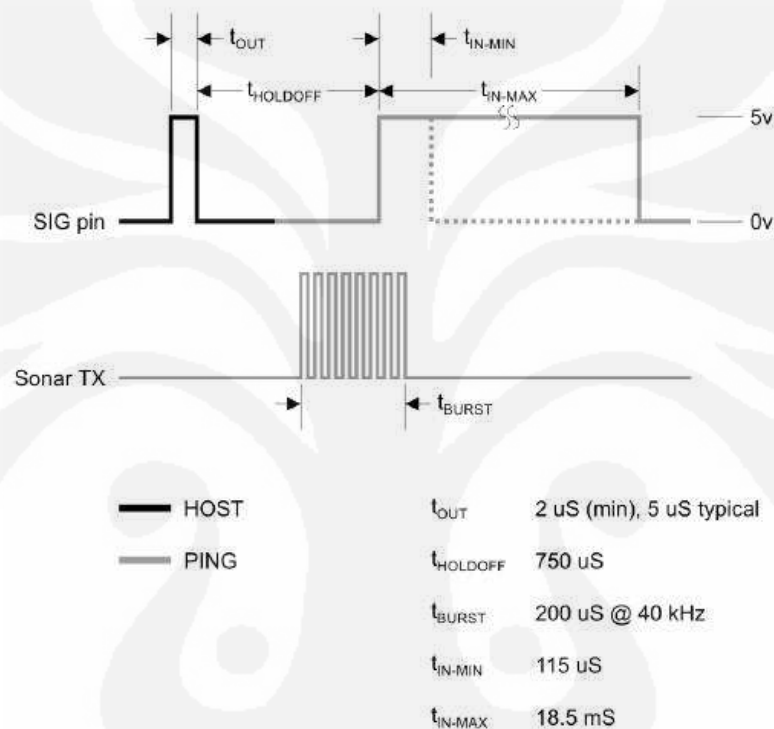 tOUT
tIN-MIN
tHOLDOFF
tIN-MAX
5v
SIG pin
0v
Sonar TX
tBURST
HOST
tOUT 2 uS (min), 5 uS typical
PING
tHOLDOFF 750 uS
tBURST 200 uS @ 40 kHz
tIN-MIN 115 uS
tIN-MAX 18.5 mS